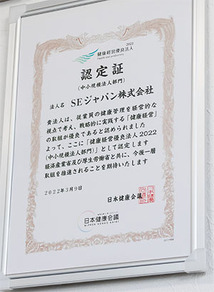 健康経営優良法人
2022
認定証
(中小規模法人部門)
法人名 SEジャパン株式会社
貴法人は、従業員の健康管理を経営的な
視点で考え、戦略的に実践する「健康経営」
の取組が優良であると認められました
よって、ここに「健康経営優良法人2022
(中小規模法人部門)」として認定します
経済産業省及び厚生労働省と共に、今後一層
取組を推進されることを期待いたします
2022年3月9日
日本健康会議
日本健康会議